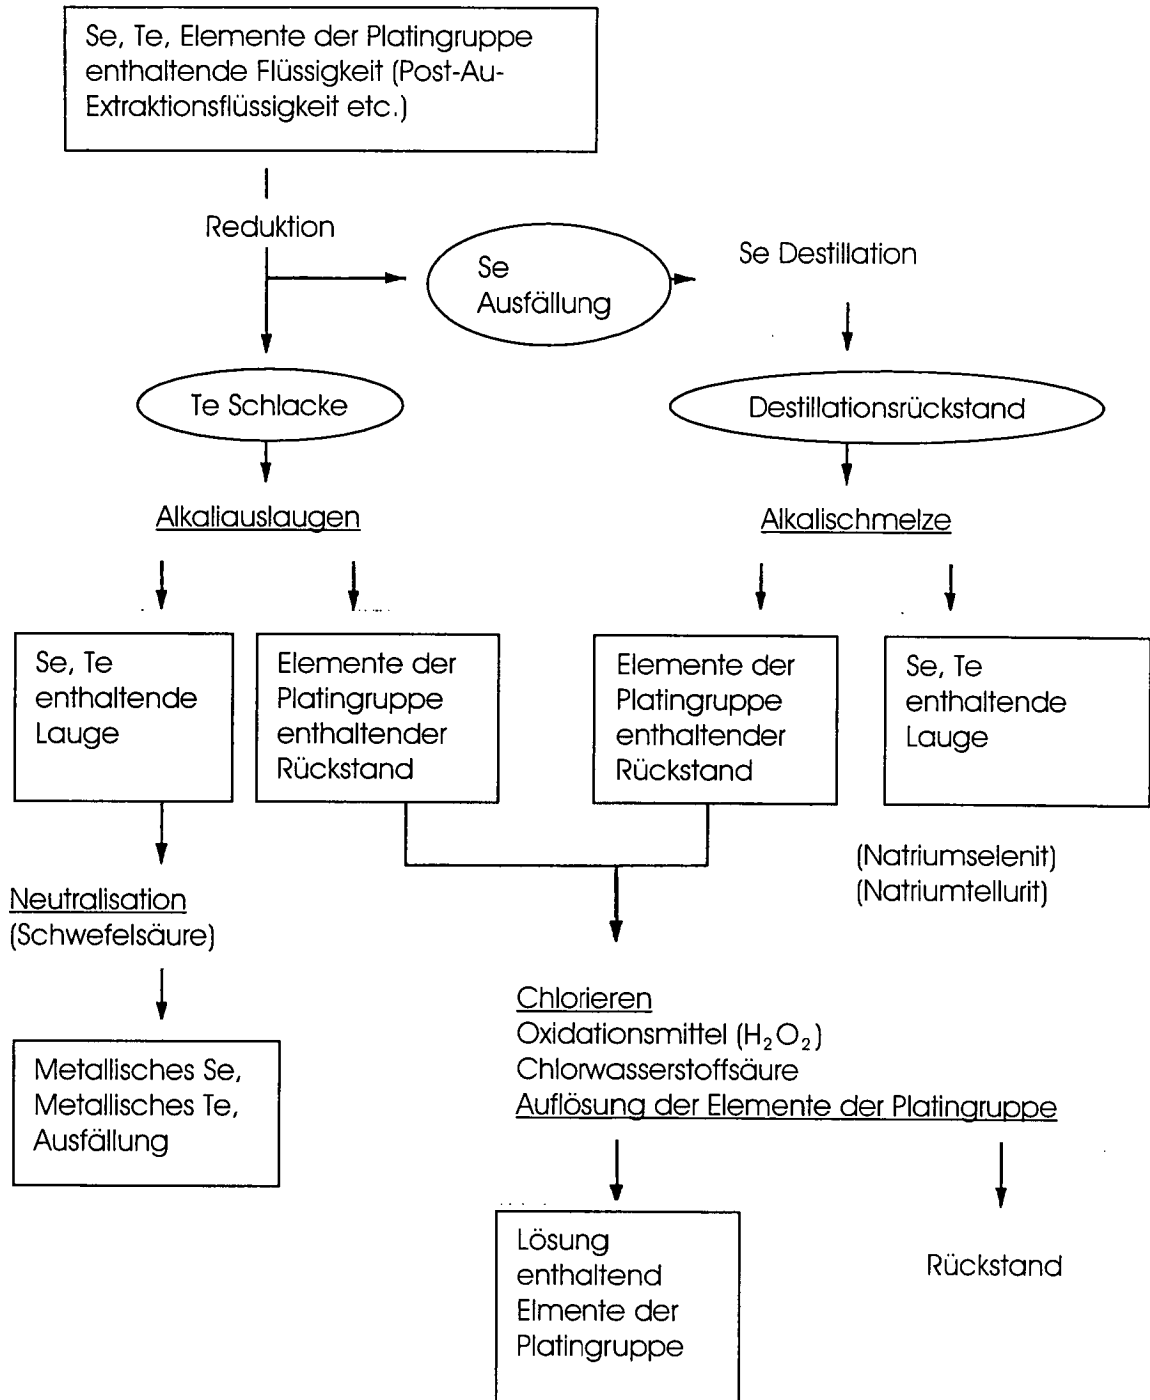 Se, Te, Elemente der Platingruppe
enthaltende Flüssigkeit (Post-Au-
Extraktionsflüssigkeit etc.)
Reduktion
Se
Ausfällung
Se Destillation
Te Schlacke
Destillationsrückstand
Alkaliauslaugen
Alkalischmelze
Se, Te
enthaltende
Lauge
Elemente der
Platingruppe
enthaltender
Rückstand
Elemente der
Platingruppe
enthaltender
Rückstand
Se, Te
enthaltende
Lauge
(Natriumselenit)
(Natriumtellurit)
Neutralisation
(Schwefelsäure)
Metallisches Se,
Metallisches Te,
Ausfällung
Chlorieren
Oxidationsmittel (H₂O₂)
Chlorwasserstoffsäure
Auflösung der Elemente der Platingruppe
Lösung
enthaltend
Elmente der
Platingruppe
Rückstand